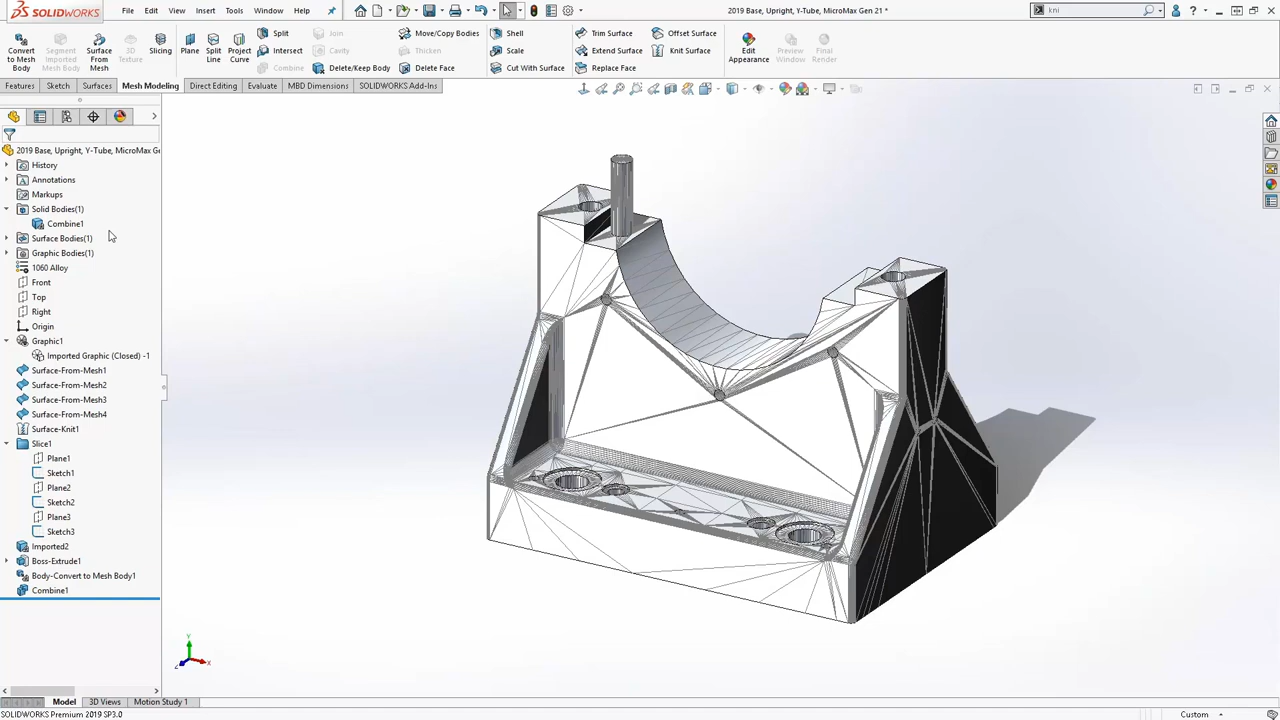 SOLIDWORKS
File
Edit
View
Insert
Tools
Window
Help
2019 Base, Upright, Y-Tube, MicroMax Gen 21 *
kni
Convert to Mesh Body
Segment Imported Mesh Body
Surface From Mesh
3D Texture
Slicing
Plane
Split Line
Project Curve
Split
Intersect
Combine
Join
Cavity
Delete/Keep Body
Move/Copy Bodies
Thicken
Delete Face
Shell
Scale
Cut With Surface
Trim Surface
Extend Surface
Replace Face
Offset Surface
Knit Surface
Edit Appearance
Preview Window
Final Render
Features
Sketch
Surfaces
Mesh Modeling
Direct Editing
Evaluate
MBD Dimensions
SOLIDWORKS Add-Ins
2019 Base, Upright, Y-Tube, MicroMax Ge
History
Annotations
Markups
Solid Bodies(1)
Combine1
Surface Bodies(1)
Graphic Bodies(1)
1060 Alloy
Front
Top
Right
Origin
Graphic1
Imported Graphic (Closed) -1
Surface-From-Mesh1
Surface-From-Mesh2
Surface-From-Mesh3
Surface-From-Mesh4
Surface-Knit1
Slice1
Plane1
Sketch1
Plane2
Sketch2
Plane3
Sketch3
Imported2
Boss-Extrude1
Body-Convert to Mesh Body1
Combine1
Y
X
Z
Model
3D Views
Motion Study 1
SOLIDWORKS Premium 2019 SP3.0
Custom